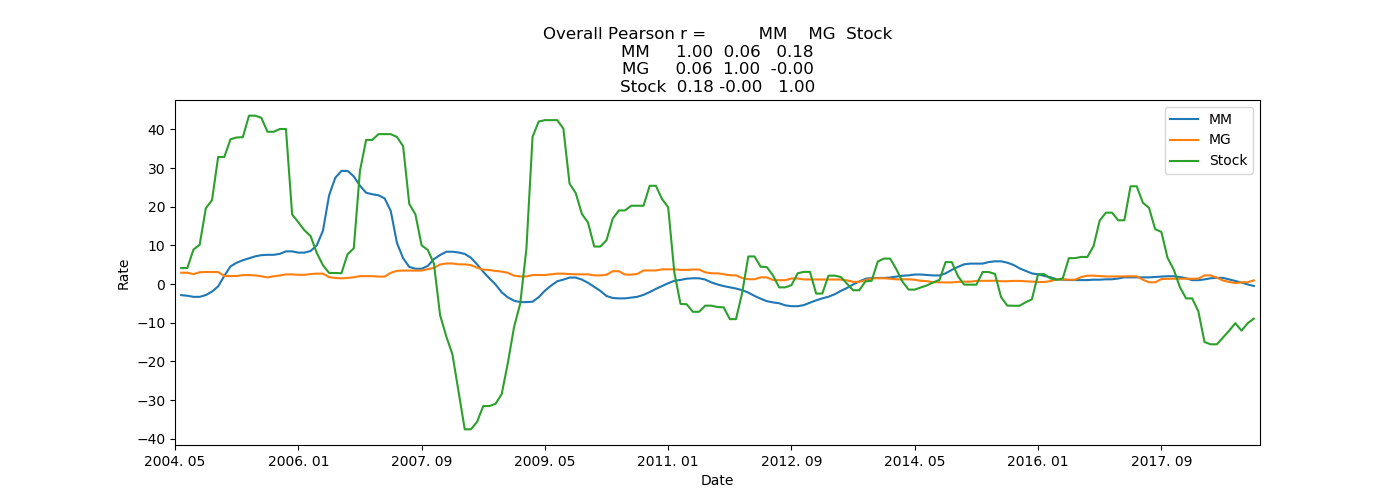 Overall Pearson r =          MM    MG  Stock
MM     1.00  0.06   0.18
MG     0.06  1.00  -0.00
Stock  0.18 -0.00   1.00
MM
MG
Stock
40
30
20
10
0
−10
−20
−30
−40
Rate
2004. 05
2006. 01
2007. 09
2009. 05
2011. 01
2012. 09
2014. 05
2016. 01
2017. 09
Date